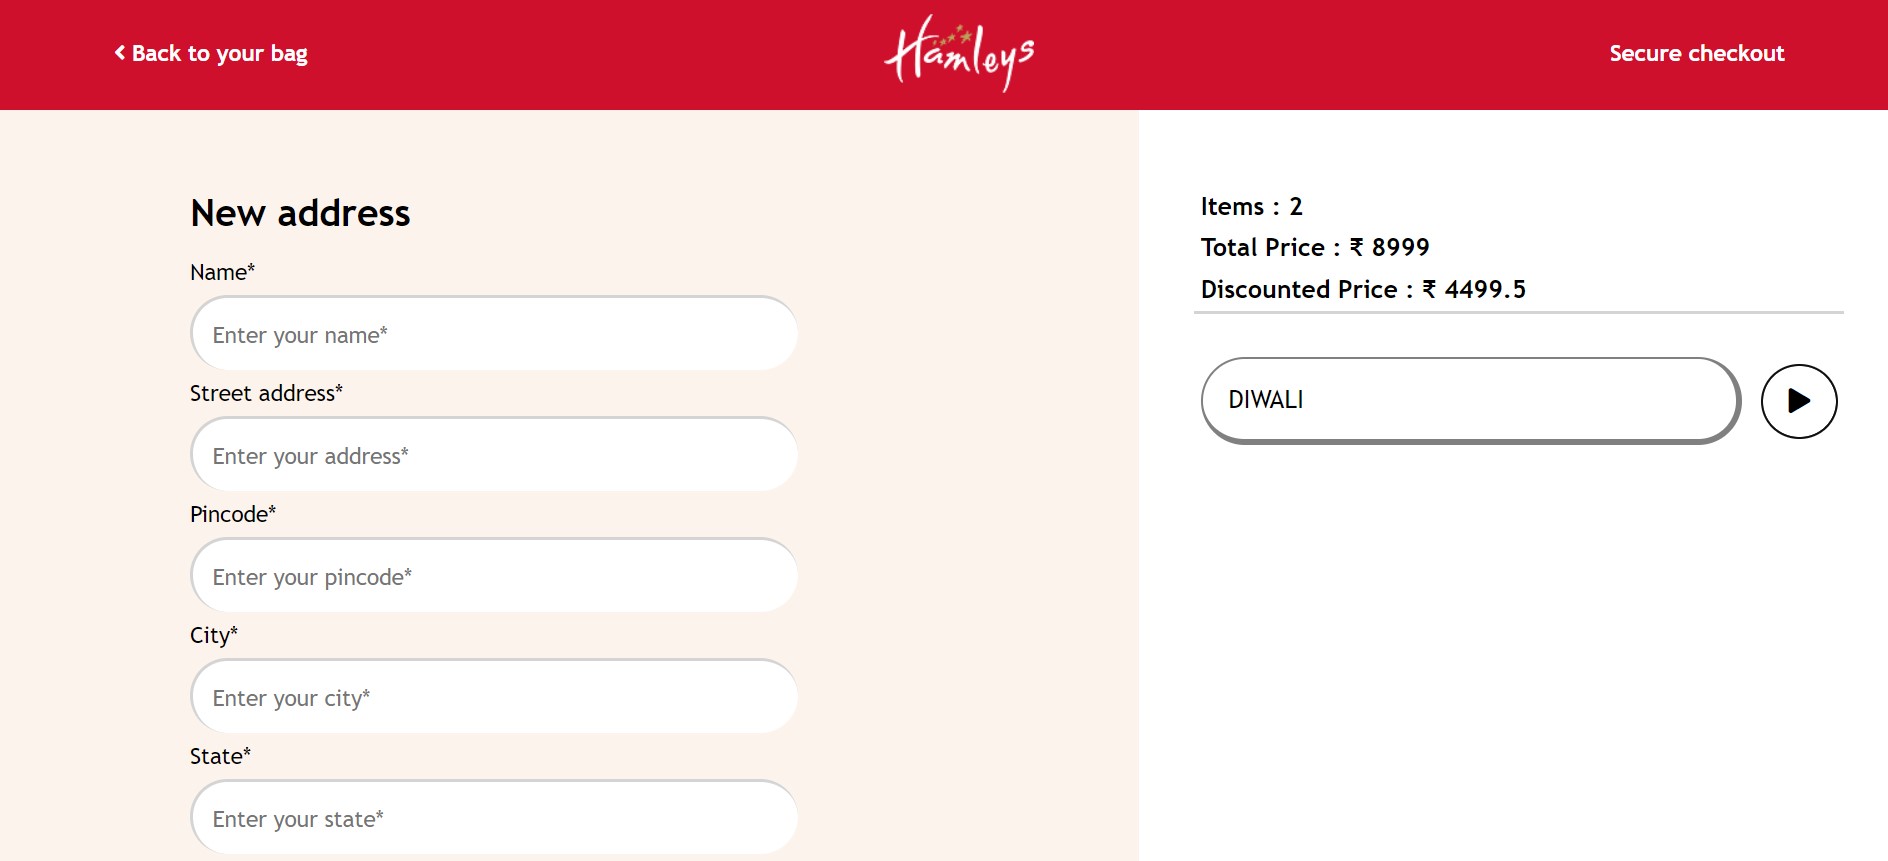 Back to your bag
Hamleys
Secure checkout
New address
Name*
Enter your name*
Street address*
Enter your address*
Pincode*
Enter your pincode*
City*
Enter your city*
State*
Enter your state*
Items : 2
Total Price : ₹ 8999
Discounted Price : ₹ 4499.5
DIWALI